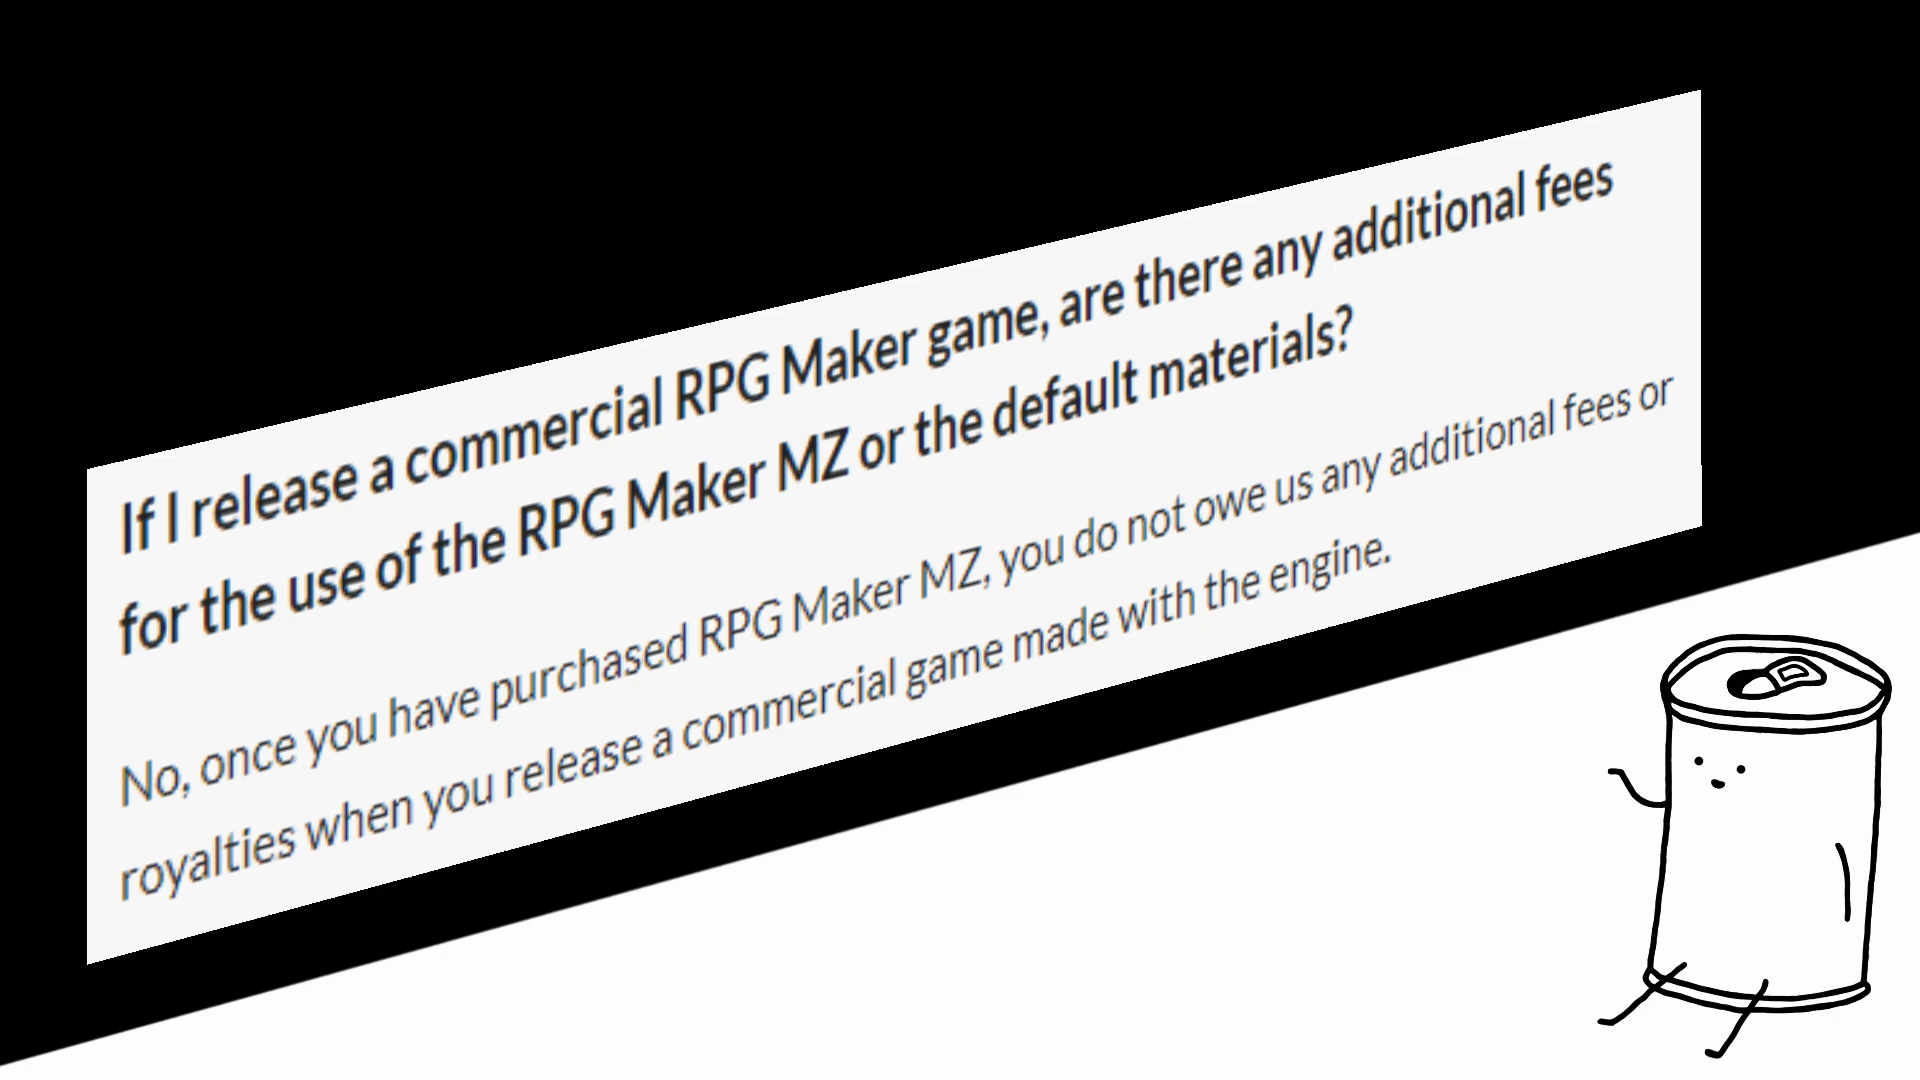 If I release a commercial RPG Maker game, are there any additional fees
for the use of the RPG Maker MZ or the default materials?
No, once you have purchased RPG Maker MZ, you do not owe us any additional fees or
royalties when you release a commercial game made with the engine.